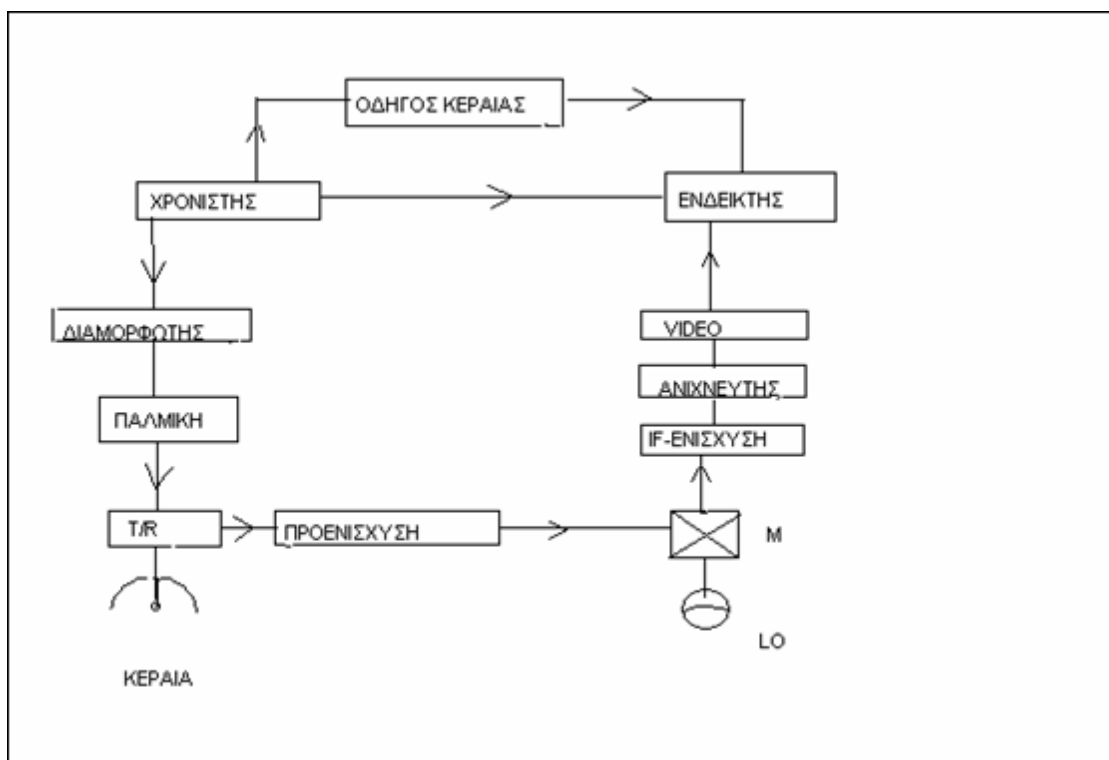 ΟΔΗΓΟΣ ΚΕΡΑΙΑΣ
ΧΡΟΝΙΣΤΗΣ
ΕΝΔΕΙΚΤΗΣ
ΔΙΑΜΟΡΦΩΤΗΣ
VIDEO
ΑΝΙΧΝΕΥΤΗΣ
ΠΑΛΜΙΚΗ
IF-ΕΝΙΣΧΥΣΗ
T/R
ΠΡΟΕΝΙΣΧΥΣΗ
M
LO
ΚΕΡΑΙΑ